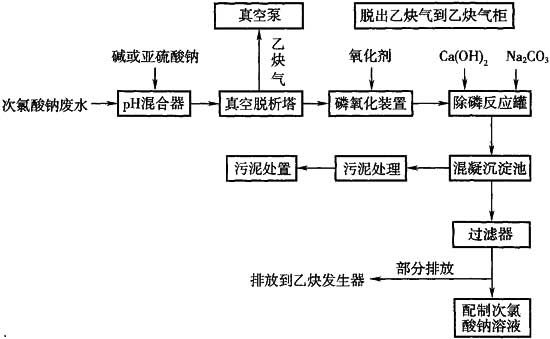 真空泵
脱出乙炔气到乙炔气柜
碱或亚硫酸钠
乙炔气
氧化剂
Ca(OH)₂
Na₂CO₃
次氯酸钠废水
pH混合器
真空脱析塔
磷氧化装置
除磷反应罐
污泥处置
污泥处理
混凝沉淀池
过滤器
部分排放
排放到乙炔发生器
配制次氯
酸钠溶液